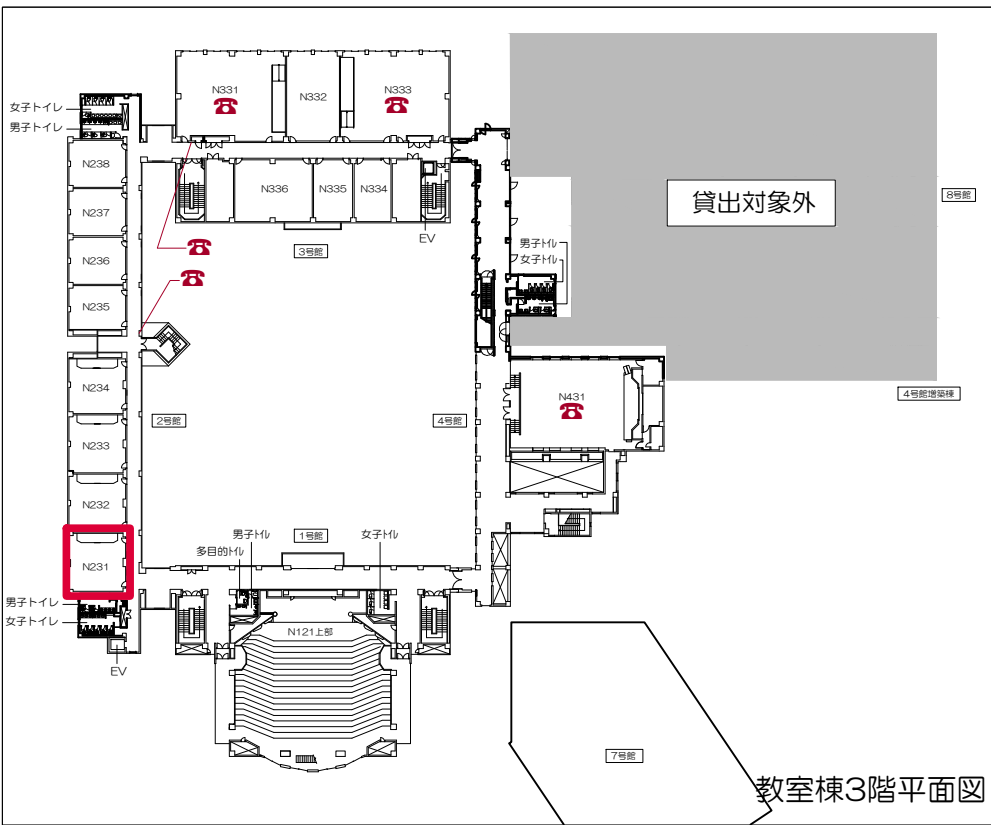 N331
N332
N333
女子トイレ
男子トイレ
N238
N237
N236
N235
N336
N335
N334
EV
3号館
貸出対象外
8号館
男子トイレ
女子トイレ
N234
N233
N232
N231
2号館
4号館
N431
4号館増築棟
1号館
男子トイレ
多目的トイレ
女子トイレ
男子トイレ
女子トイレ
EV
N121上部
7号館
教室棟3階平面図